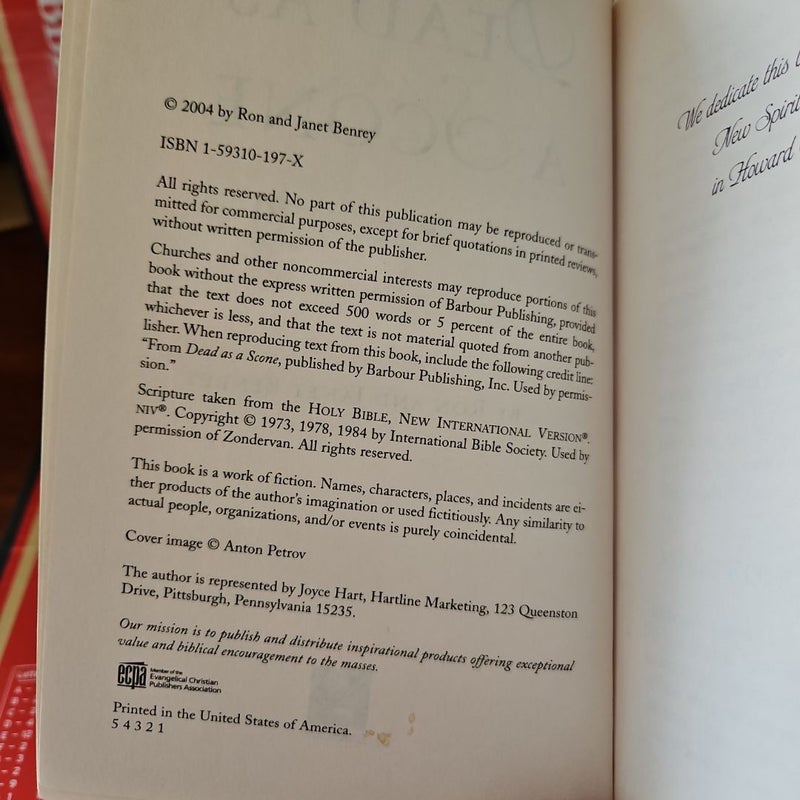 © 2004 by Ron and Janet Benrey
ISBN 1-59310-197-X
All rights reserved. No part of this publication may be reproduced or trans-
mitted for commercial purposes, except for brief quotations in printed reviews,
without written permission of the publisher.
Churches and other noncommercial interests may reproduce portions of this
book without the express written permission of Barbour Publishing, provided
that the text does not exceed 500 words or 5 percent of the entire book,
whichever is less, and that the text is not material quoted from another pub-
lisher. When reproducing text from this book, include the following credit line:
“From Dead as a Scone, published by Barbour Publishing, Inc. Used by permis-
sion.”
Scripture taken from the HOLY BIBLE, NEW INTERNATIONAL VERSION®.
NIV®. Copyright © 1973, 1978, 1984 by International Bible Society. Used by
permission of Zondervan. All rights reserved.
This book is a work of fiction. Names, characters, places, and incidents are ei-
ther products of the author’s imagination or used fictitiously. Any similarity to
actual people, organizations, and/or events is purely coincidental.
Cover image © Anton Petrov
The author is represented by Joyce Hart, Hartline Marketing, 123 Queenston
Drive, Pittsburgh, Pennsylvania 15235.
Our mission is to publish and distribute inspirational products offering exceptional
value and biblical encouragement to the masses.
ecpa Member of the
Evangelical Christian
Publishers Association
Printed in the United States of America.
5 4 3 2 1
We dedicate this
New Spirit
in Howard